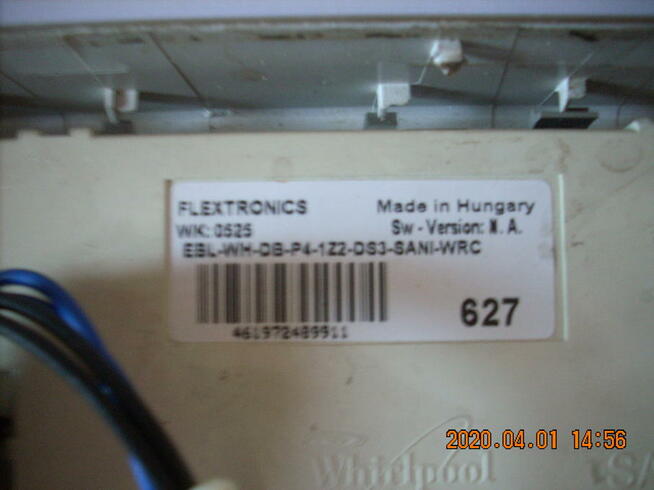 FLEXTRONICS Made in Hungary
WK: 0525 Sw - Version: N. A.
EBL-WH-DB-P4-1Z2-DS3-SANI-WRC
461972489911
627
2020.04.01 14:56
Whirlpool